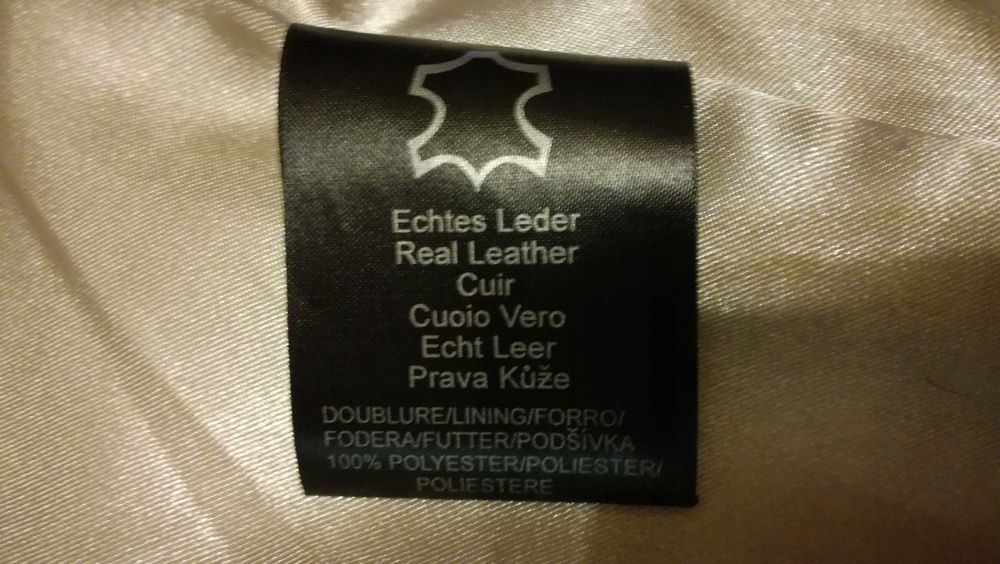 Echtes Leder
Real Leather
Cuir
Cuoio Vero
Echt Leer
Prava Kůže
DOUBLURE/LINING/FORRO/
FODERA/FUTTER/PODŠÍVKA
100% POLYESTER/POLIESTER/
POLIESTERE